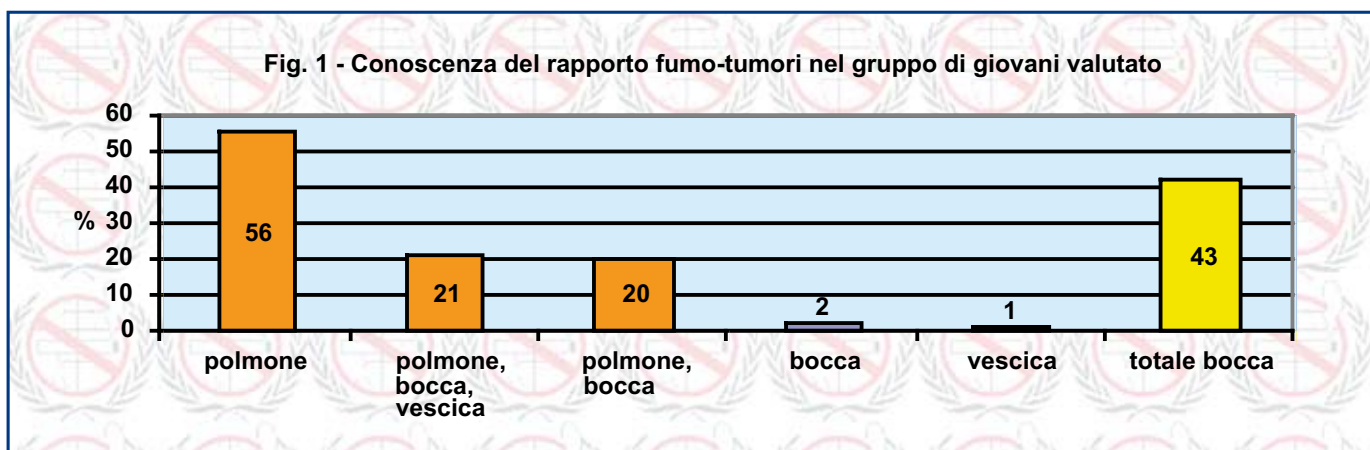 Fig. 1 - Conoscenza del rapporto fumo-tumori nel gruppo di giovani valutato
60
50
40
%
30
20
10
0
56
21
20
2
1
43
polmone
polmone,
bocca,
vescica
polmone,
bocca
bocca
vescica
totale bocca